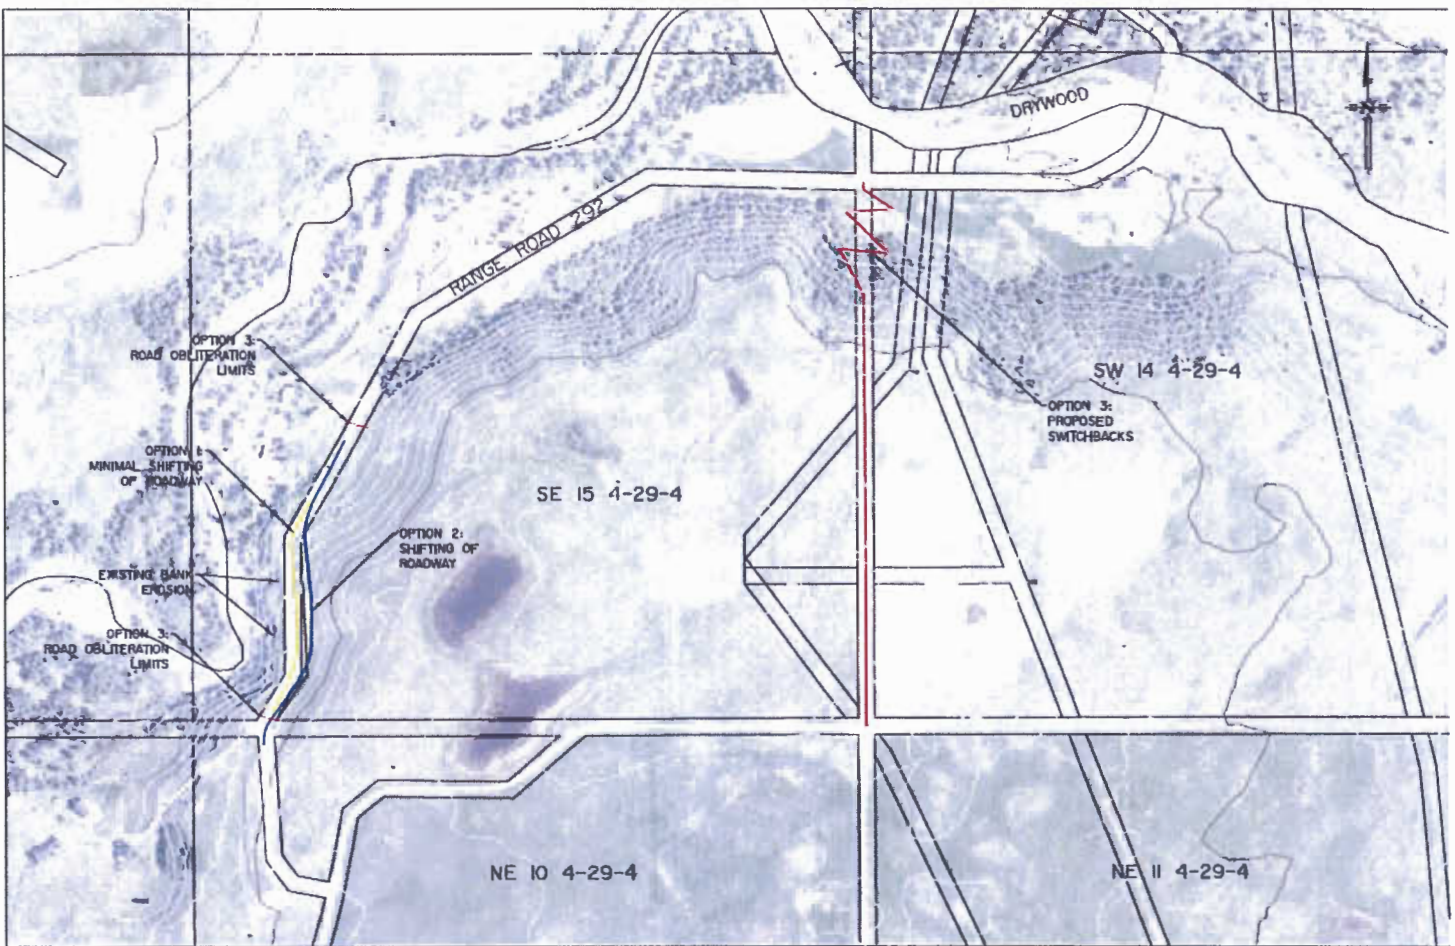 DRYWOOD
N
RANGE ROAD 292
OPTION 3:
ROAD OBLITERATION
LIMITS
SW 14 4-29-4
OPTION 3:
PROPOSED
SWITCHBACKS
OPTION 1:
MINIMAL SHIFTING
OF ROADWAY
SE 15 4-29-4
OPTION 2:
SHIFTING OF
ROADWAY
EXISTING BANK
EROSION
OPTION 3:
ROAD OBLITERATION
LIMITS
NE 10 4-29-4
NE 11 4-29-4